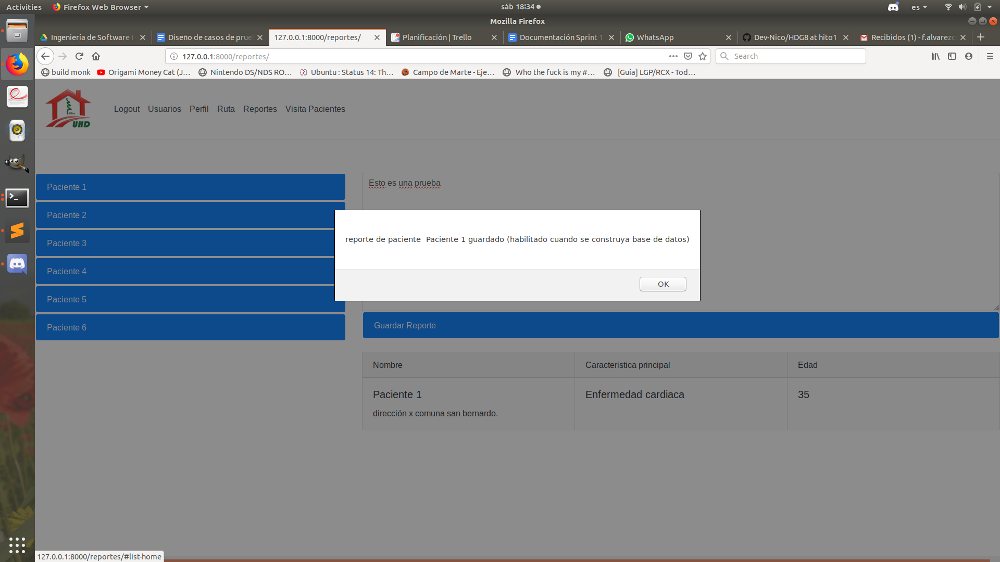 Activities
Firefox Web Browser
sáb 18:34
es
Mozilla Firefox
Ingeniería de Software I -
Diseño de casos de prue
127.0.0.1:8000/reportes/
Planificación | Trello
Documentación Sprint 1
WhatsApp
Dev-Nico/HDG8 at hito1
Recibidos (1) - f.alvarezc
127.0.0.1:8000/reportes/
Search
build monk
Origami Money Cat (J…
Nintendo DS/NDS RO…
Ubuntu : Status 14: Th…
Campo de Marte - Eje…
Who the fuck is my #…
[Guía] LGP/RCX - Tod…
UHD
Logout
Usuarios
Perfil
Ruta
Reportes
Visita Pacientes
Paciente 1
Paciente 2
Paciente 3
Paciente 4
Paciente 5
Paciente 6
Esto es una prueba
reporte de paciente  Paciente 1 guardado (habilitado cuando se construya base de datos)
OK
Guardar Reporte
Nombre
Caracteristica principal
Edad
Paciente 1
Enfermedad cardiaca
35
dirección x comuna san bernardo.
127.0.0.1:8000/reportes/#list-home